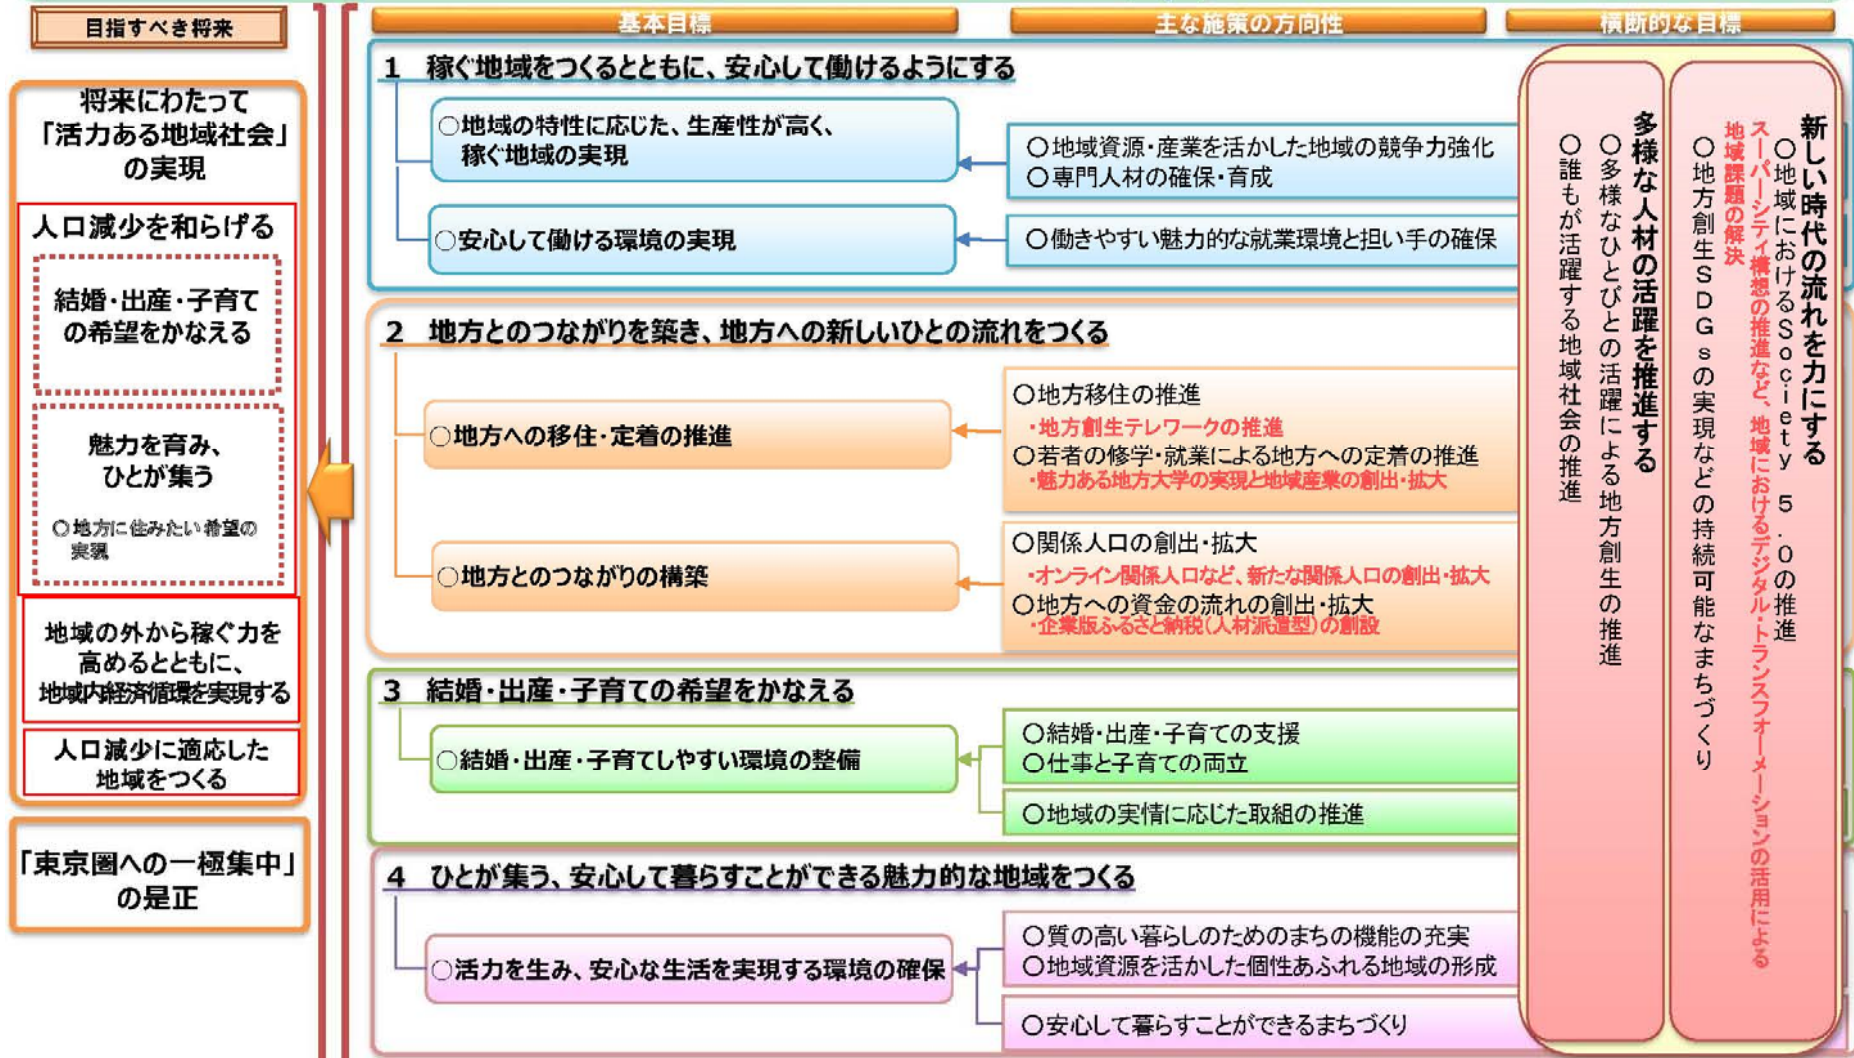 目指すべき将来
将来にわたって
「活力ある地域社会」
の実現
人口減少を和らげる
結婚・出産・子育て
の希望をかなえる
魅力を育み、
ひとが集う
○地方に住みたい希望の
実現
地域の外から稼ぐ力を
高めるとともに、
地域内経済循環を実現する
人口減少に適応した
地域をつくる
「東京圏への一極集中」
の是正
基本目標
主な施策の方向性
横断的な目標
1 稼ぐ地域をつくるとともに、安心して働けるようにする
○地域の特性に応じた、生産性が高く、
稼ぐ地域の実現
○地域資源・産業を活かした地域の競争力強化
○専門人材の確保・育成
○安心して働ける環境の実現
○働きやすい魅力的な就業環境と担い手の確保
2 地方とのつながりを築き、地方への新しいひとの流れをつくる
○地方への移住・定着の推進
○地方移住の推進
・地方創生テレワークの推進
○若者の修学・就業による地方への定着の推進
・魅力ある地方大学の実現と地域産業の創出・拡大
○地方とのつながりの構築
○関係人口の創出・拡大
・オンライン関係人口など、新たな関係人口の創出・拡大
○地方への資金の流れの創出・拡大
・企業版ふるさと納税(人材派遣型)の創設
3 結婚・出産・子育ての希望をかなえる
○結婚・出産・子育てしやすい環境の整備
○結婚・出産・子育ての支援
○仕事と子育ての両立
○地域の実情に応じた取組の推進
4 ひとが集う、安心して暮らすことができる魅力的な地域をつくる
○活力を生み、安心な生活を実現する環境の確保
○質の高い暮らしのためのまちの機能の充実
○地域資源を活かした個性あふれる地域の形成
○安心して暮らすことができるまちづくり
新しい時代の流れを力にする
○地域におけるSociety 5.0の推進
スーパーシティ構想の推進など、地域におけるデジタル・トランスフォーメーションの活用による
地域課題の解決
○地方創生SDGsの実現などの持続可能なまちづくり
多様な人材の活躍を推進する
○多様なひとびとの活躍による地方創生の推進
○誰もが活躍する地域社会の推進